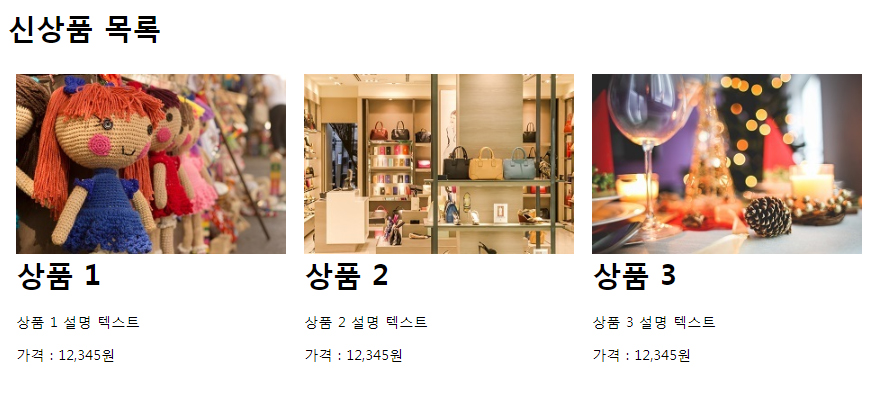 신상품 목록
상품 1
상품 1 설명 텍스트
가격 : 12,345원
상품 2
상품 2 설명 텍스트
가격 : 12,345원
상품 3
상품 3 설명 텍스트
가격 : 12,345원